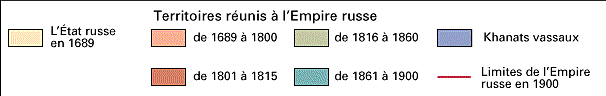 Territoires réunis à l'Empire russe
L'État russe
en 1689
de 1689 à 1800
de 1816 à 1860
Khanats vassaux
de 1801 à 1815
de 1861 à 1900
Limites de l'Empire
russe en 1900